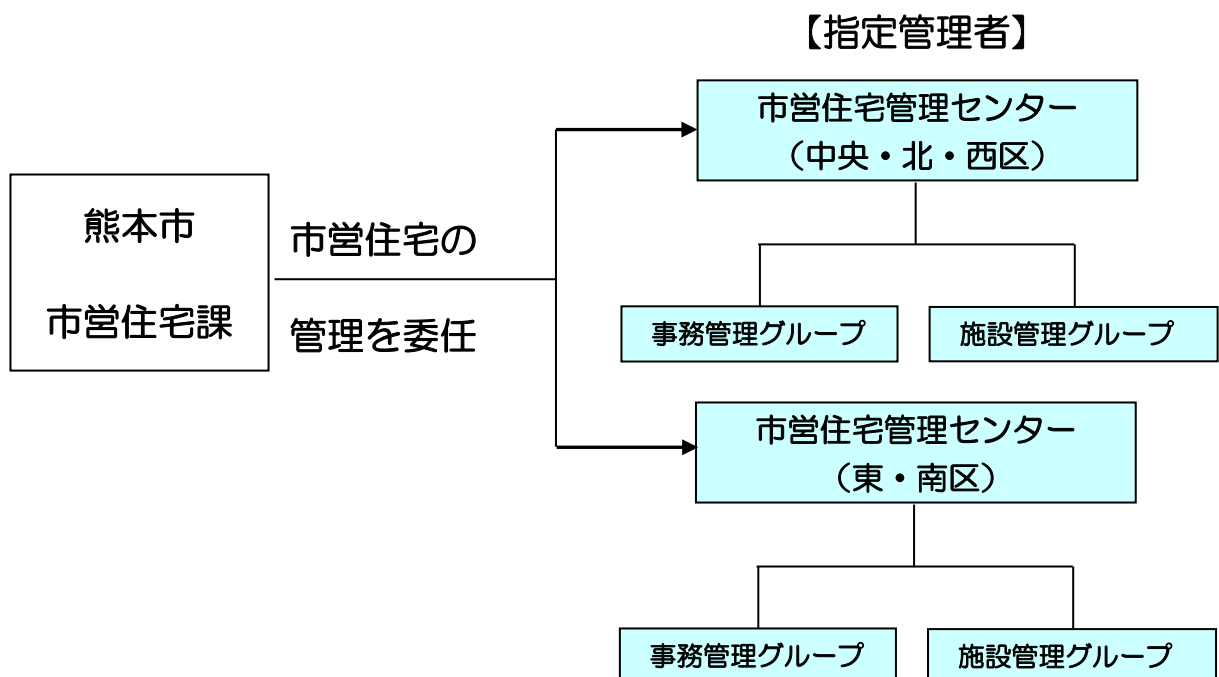 【指定管理者】
市営住宅管理センター
（中央・北・西区）
熊本市
市営住宅課
市営住宅の
管理を委任
事務管理グループ
施設管理グループ
市営住宅管理センター
（東・南区）
事務管理グループ
施設管理グループ